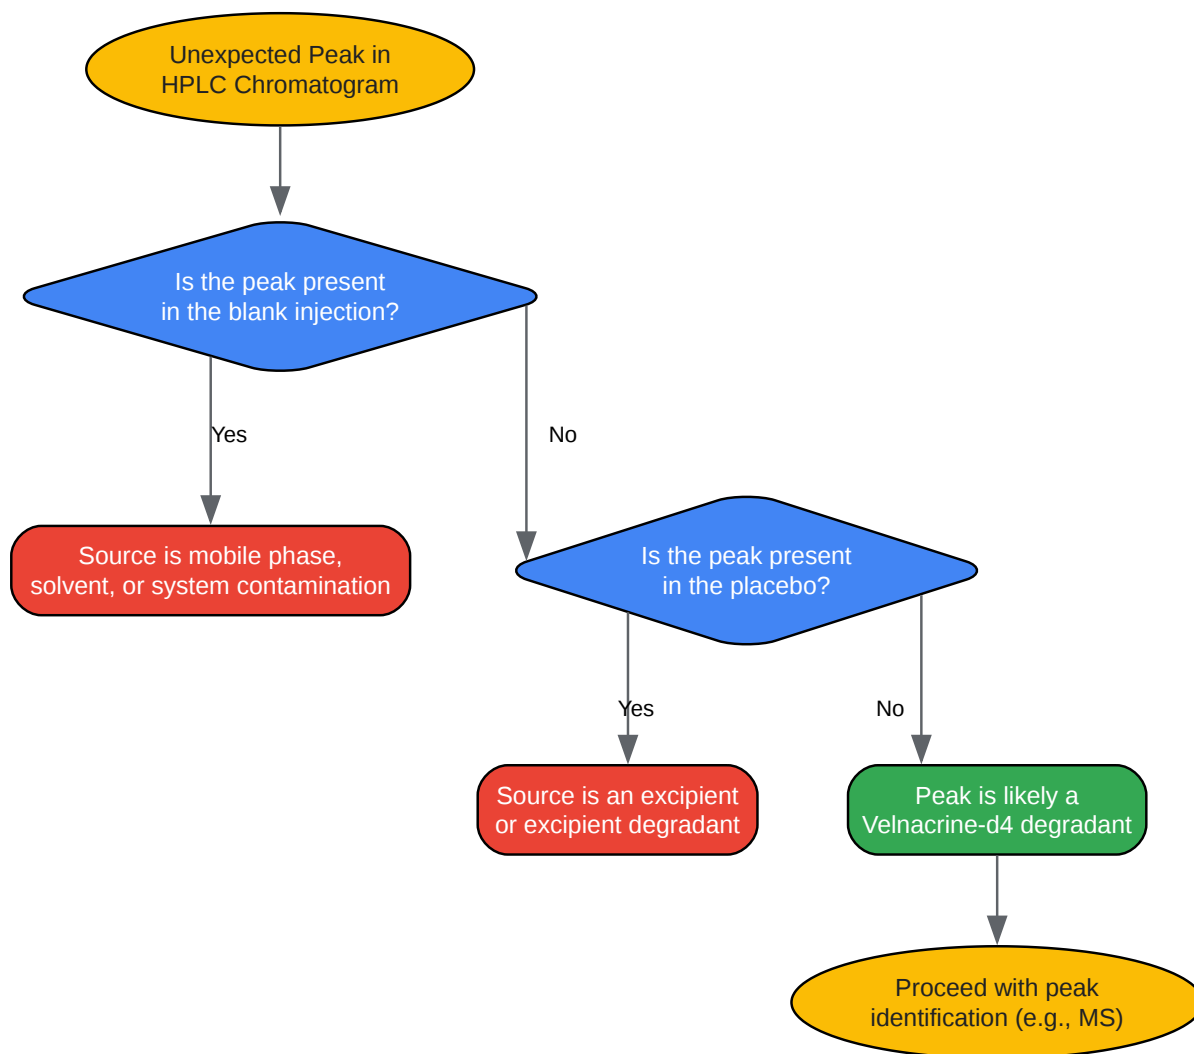 Unexpected Peak in
HPLC Chromatogram
Is the peak present
in the blank injection?
Yes
No
Source is mobile phase,
solvent, or system contamination
Is the peak present
in the placebo?
Yes
No
Source is an excipient
or excipient degradant
Peak is likely a
Velnacrine-d4 degradant
Proceed with peak
identification (e.g., MS)